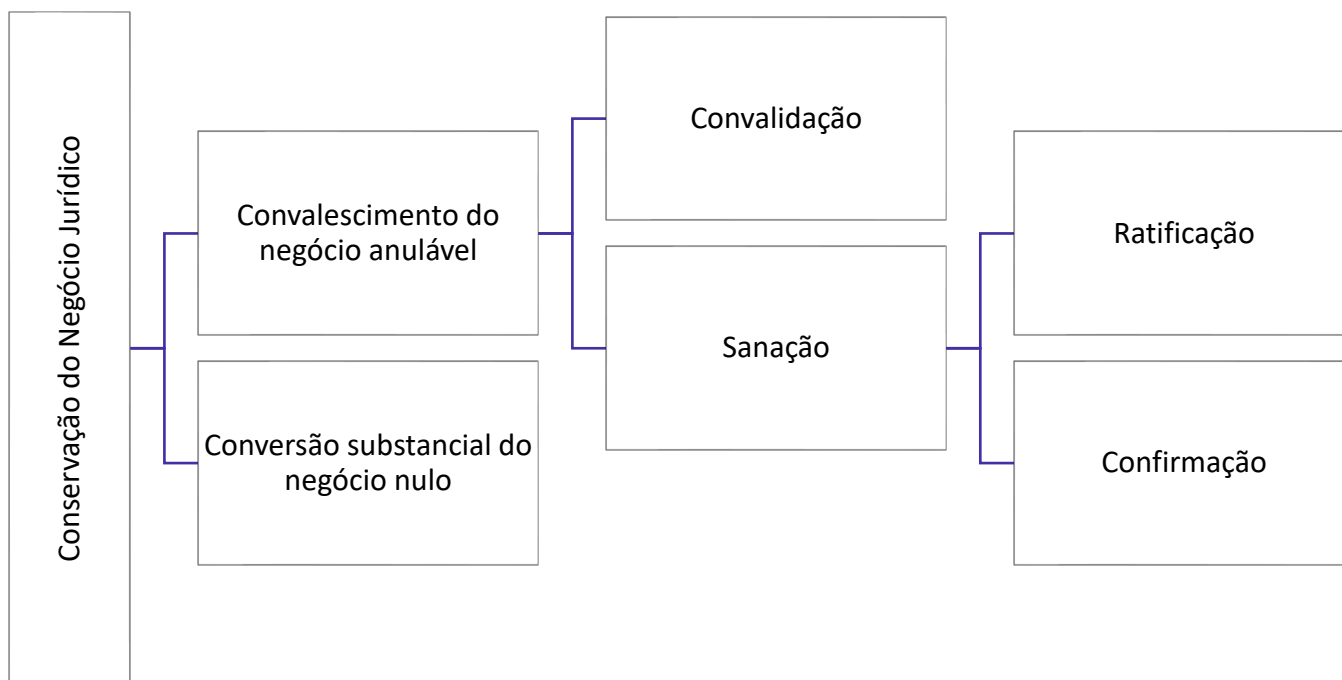 Conservação do Negócio Jurídico
Convalescimento do
negócio anulável
Conversão substancial do
negócio nulo
Convalidação
Sanação
Ratificação
Confirmação